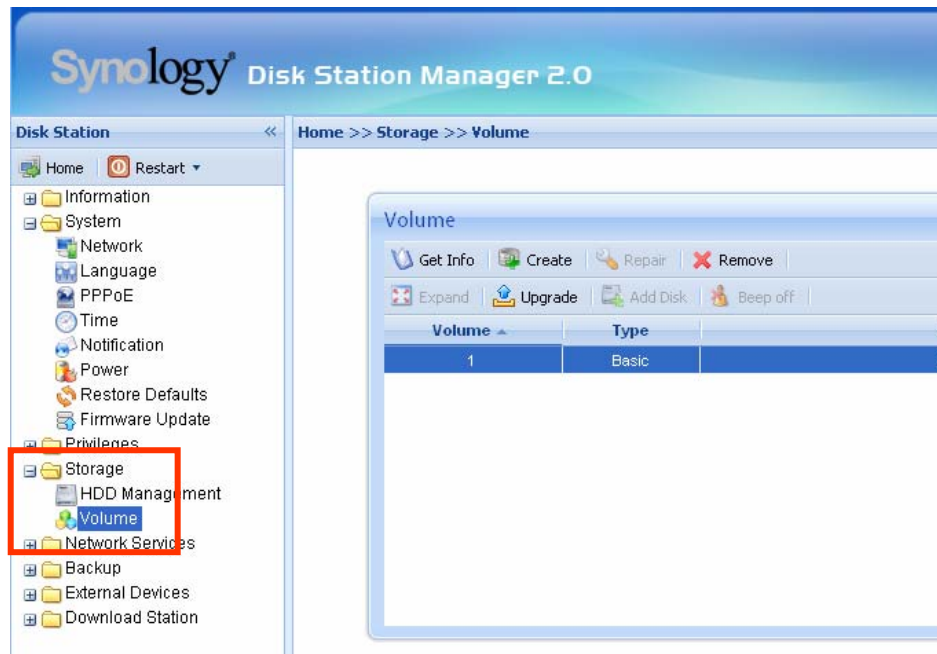 Synology® Disk Station Manager 2.0
Disk Station «
Home >> Storage >> Volume
Home Restart
Information
System
Network
Language
PPPoE
Time
Notification
Power
Restore Defaults
Firmware Update
Privileges
Storage
HDD Management
Volume
Network Services
Backup
External Devices
Download Station
Volume
Get Info Create Repair Remove
Expand Upgrade Add Disk Beep off
Volume Type
1 Basic